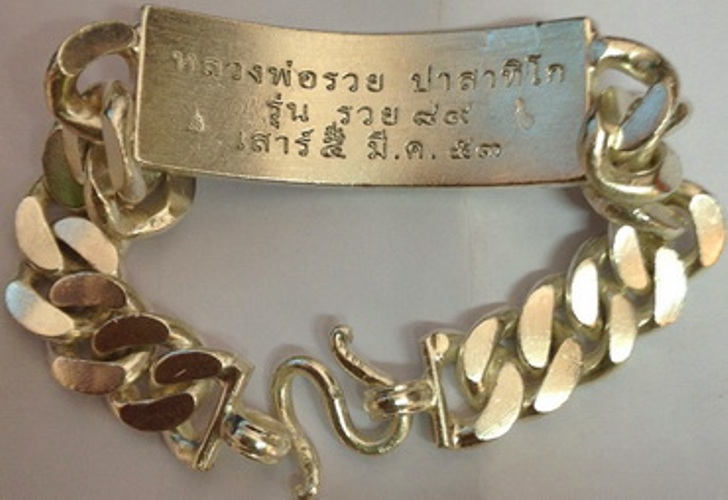 หลวงพ่อรวย ปาสาทิโก
รุ่น รวย ๘๙
เสาร์ ๕ มี.ค. ๕๓